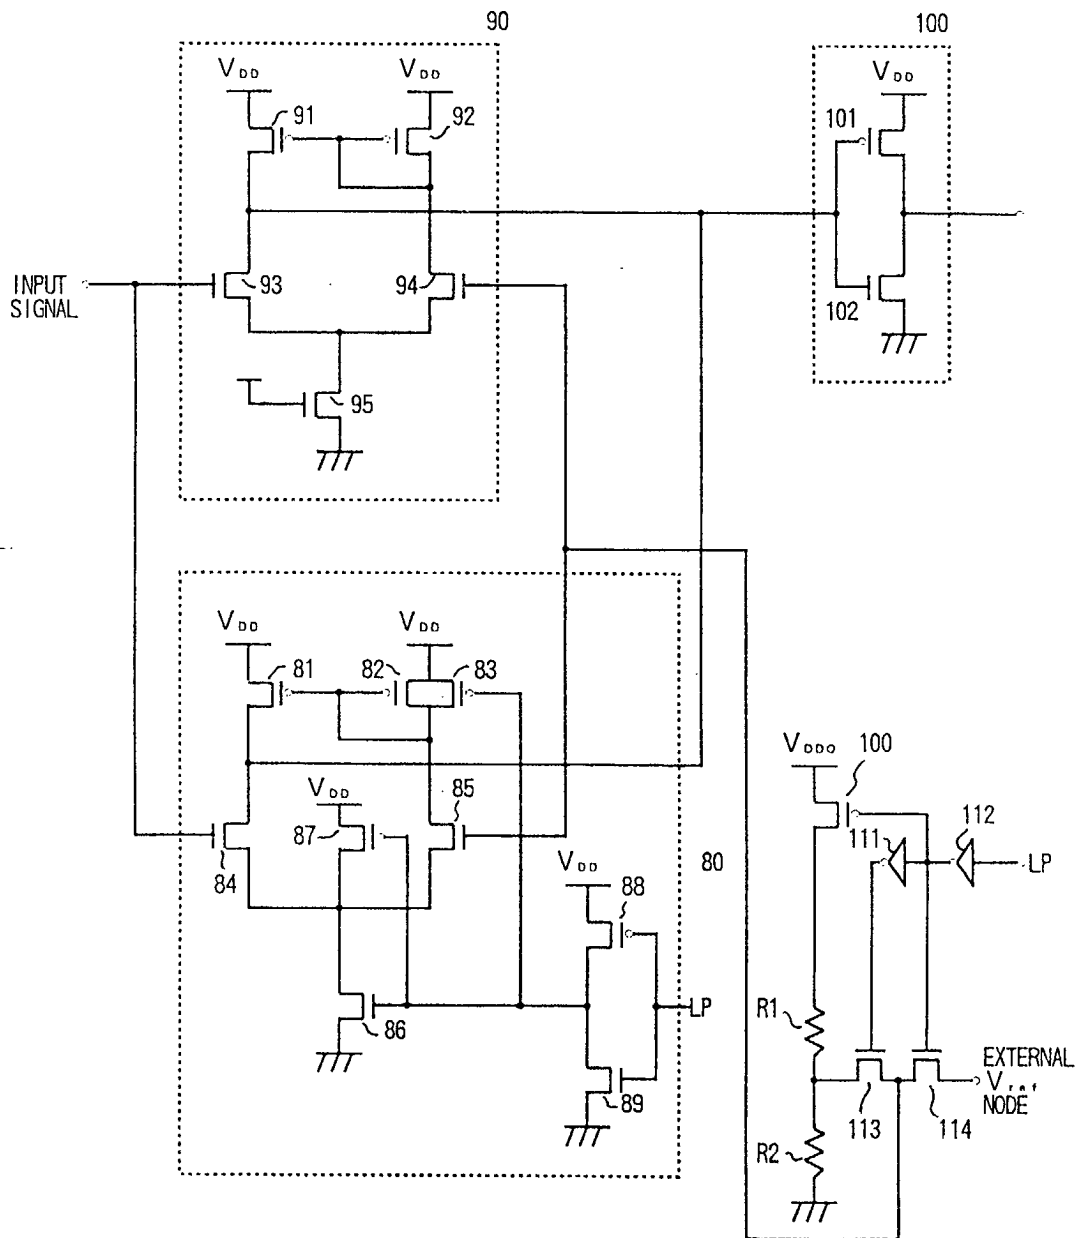 90
100
VDD
VDD
VDD
91
92
101
INPUT
SIGNAL
93
94
102
95
VDD
VDD
81
82
83
VDDQ
100
VDD
85
87
111
112
84
VDD
80
LP
88
R1
LP
86
EXTERNAL
Vref
NODE
89
113
114
R2